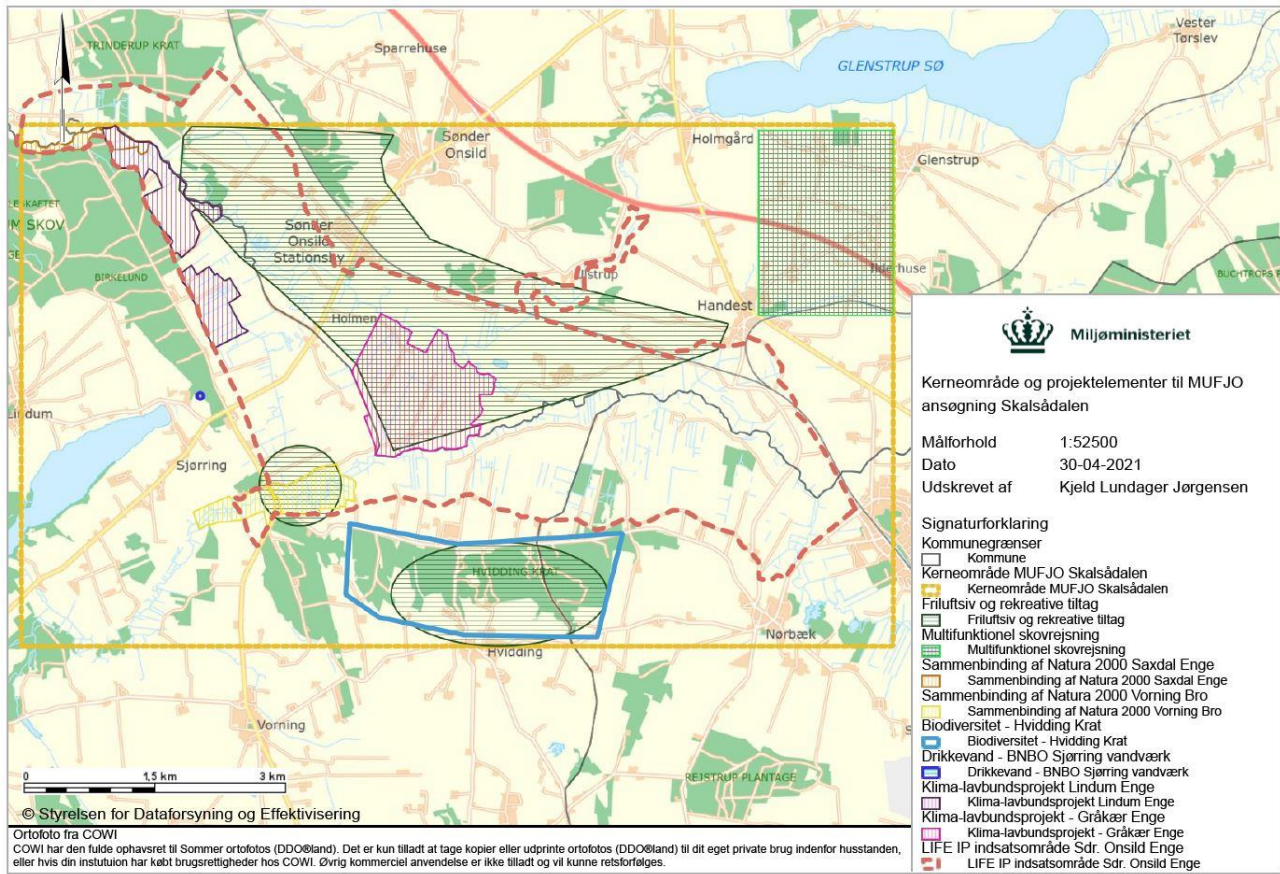 TRINDERUP KRAT
Sparrehuse
Vester
Tørslev
GLENSTRUP SØ
Sønder
Onsild
Holmgård
Glenstrup
SKOV
BIRKELUND
Sønder
Onsild
Stationsby
Handest
Holmen
Lindum
Sjørring
HVIDDING KRAT
Hvidding
Nørbæk
Vorning
REJSTRUP PLANTAGE
0 1,5 km 3 km
© Styrelsen for Dataforsyning og Effektivisering
Miljøministeriet
Kerneområde og projektelementer til MUFJO
ansøgning Skalsådalen
Målforhold 1:52500
Dato 30-04-2021
Udskrevet af Kjeld Lundager Jørgensen
Signaturforklaring
Kommunegrænser
Kommune
Kerneområde MUFJO Skalsådalen
Kerneområde MUFJO Skalsådalen
Friluftsiv og rekreative tiltag
Friluftsiv og rekreative tiltag
Multifunktionel skovrejsning
Multifunktionel skovrejsning
Sammenbinding af Natura 2000 Saxdal Enge
Sammenbinding af Natura 2000 Saxdal Enge
Sammenbinding af Natura 2000 Vorning Bro
Sammenbinding af Natura 2000 Vorning Bro
Biodiversitet - Hvidding Krat
Biodiversitet - Hvidding Krat
Drikkevand - BNBO Sjørring vandværk
Drikkevand - BNBO Sjørring vandværk
Klima-lavbundsprojekt Lindum Enge
Klima-lavbundsprojekt Lindum Enge
Klima-lavbundsprojekt - Gråkær Enge
Klima-lavbundsprojekt - Gråkær Enge
LIFE IP indsatsområde Sdr. Onsild Enge
LIFE IP indsatsområde Sdr. Onsild Enge
Ortofoto fra COWI
COWI har den fulde ophavsret til Sommer ortofotos (DDO®land). Det er kun tilladt at tage kopier eller udprinte ortofotos (DDO®land) til dit eget private brug indenfor husstanden,
eller hvis din instutuion har købt brugsrettigheder hos COWI. Øvrig kommerciel anvendelse er ikke tilladt og vil kunne retsforfølges.